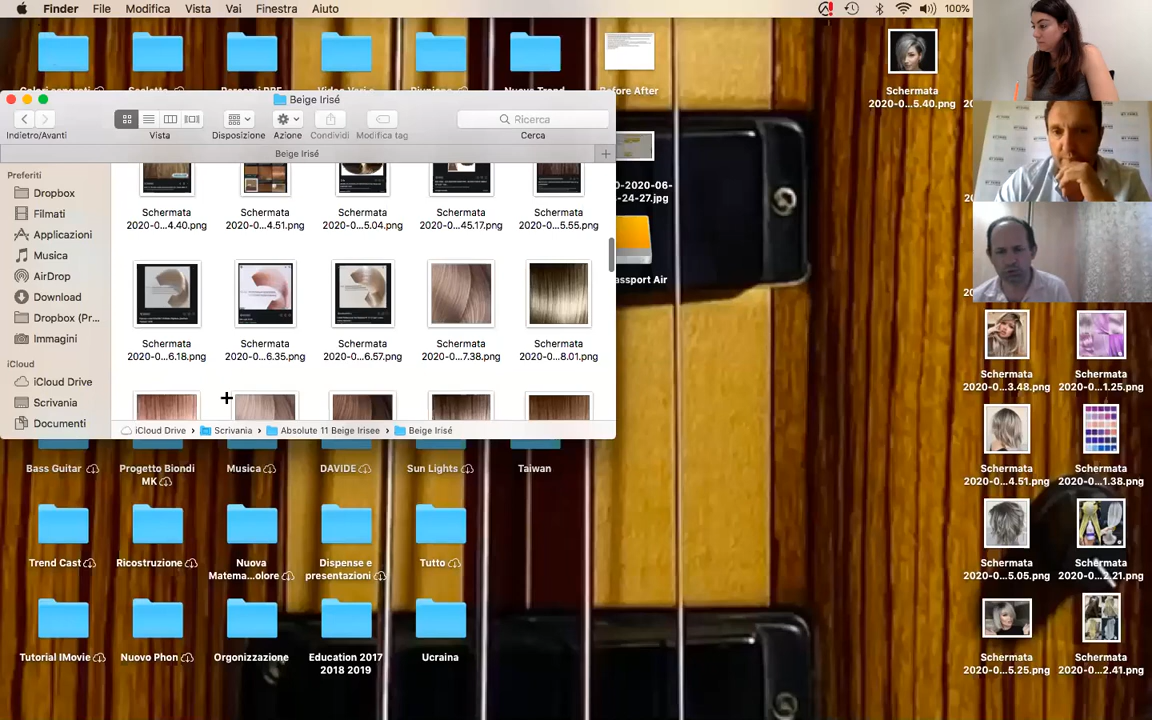 Finder File Modifica Vista Vai Finestra Aiuto 100%
Before After
Schermata
2020-0...5.40.png
Beige Irisé
Indietro/Avanti Vista Disposizione Azione Condividi Modifica tag Ricerca
Cerca
Beige Irisé
Preferiti
Dropbox
Filmati
Applicazioni
Musica
AirDrop
Download
Dropbox (Pr...
Immagini
iCloud
iCloud Drive
Scrivania
Documenti
Schermata Schermata Schermata Schermata Schermata
2020-0...4.40.png 2020-0...4.51.png 2020-0...5.04.png 2020-0...45.17.png 2020-0...5.55.png
Schermata Schermata Schermata Schermata Schermata
2020-0...6.18.png 2020-0...6.35.png 2020-0...6.57.png 2020-0...7.38.png 2020-0...8.01.png
iCloud Drive › Scrivania › Absolute 11 Beige Irisee › Beige Irisé
0-2020-06-
-24-27.jpg
assport Air
Schermata Schermata
2020-0...3.48.png 2020-0...1.25.png
Schermata Schermata
2020-0...4.51.png 2020-0...1.38.png
Schermata Schermata
2020-0...5.05.png 2020-0...2.21.png
Schermata Schermata
2020-0...5.25.png 2020-0...2.41.png
Bass Guitar Progetto Biondi MK Musica DAVIDE Sun Lights Taiwan
Trend Cast Ricostruzione Nuova Matema...olore Dispense e presentazioni Tutto
Tutorial IMovie Nuovo Phon Orgonizzazione Education 2017 2018 2019 Ucraina